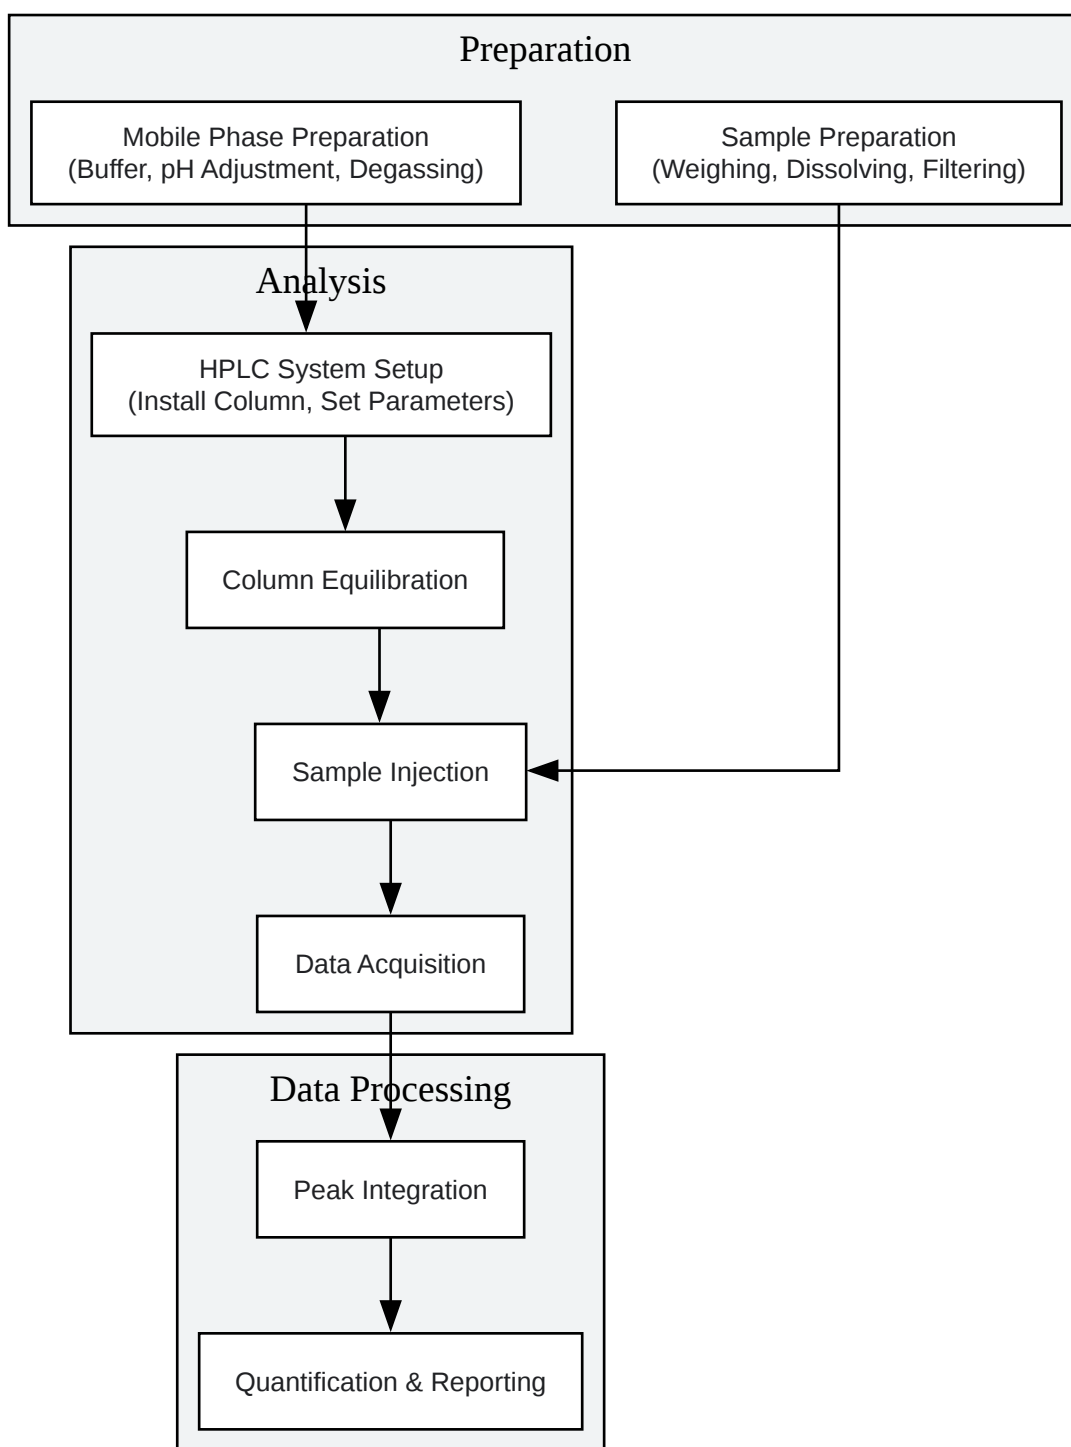 Preparation
Mobile Phase Preparation
(Buffer, pH Adjustment, Degassing)
Sample Preparation
(Weighing, Dissolving, Filtering)
Analysis
HPLC System Setup
(Install Column, Set Parameters)
Column Equilibration
Sample Injection
Data Acquisition
Data Processing
Peak Integration
Quantification & Reporting